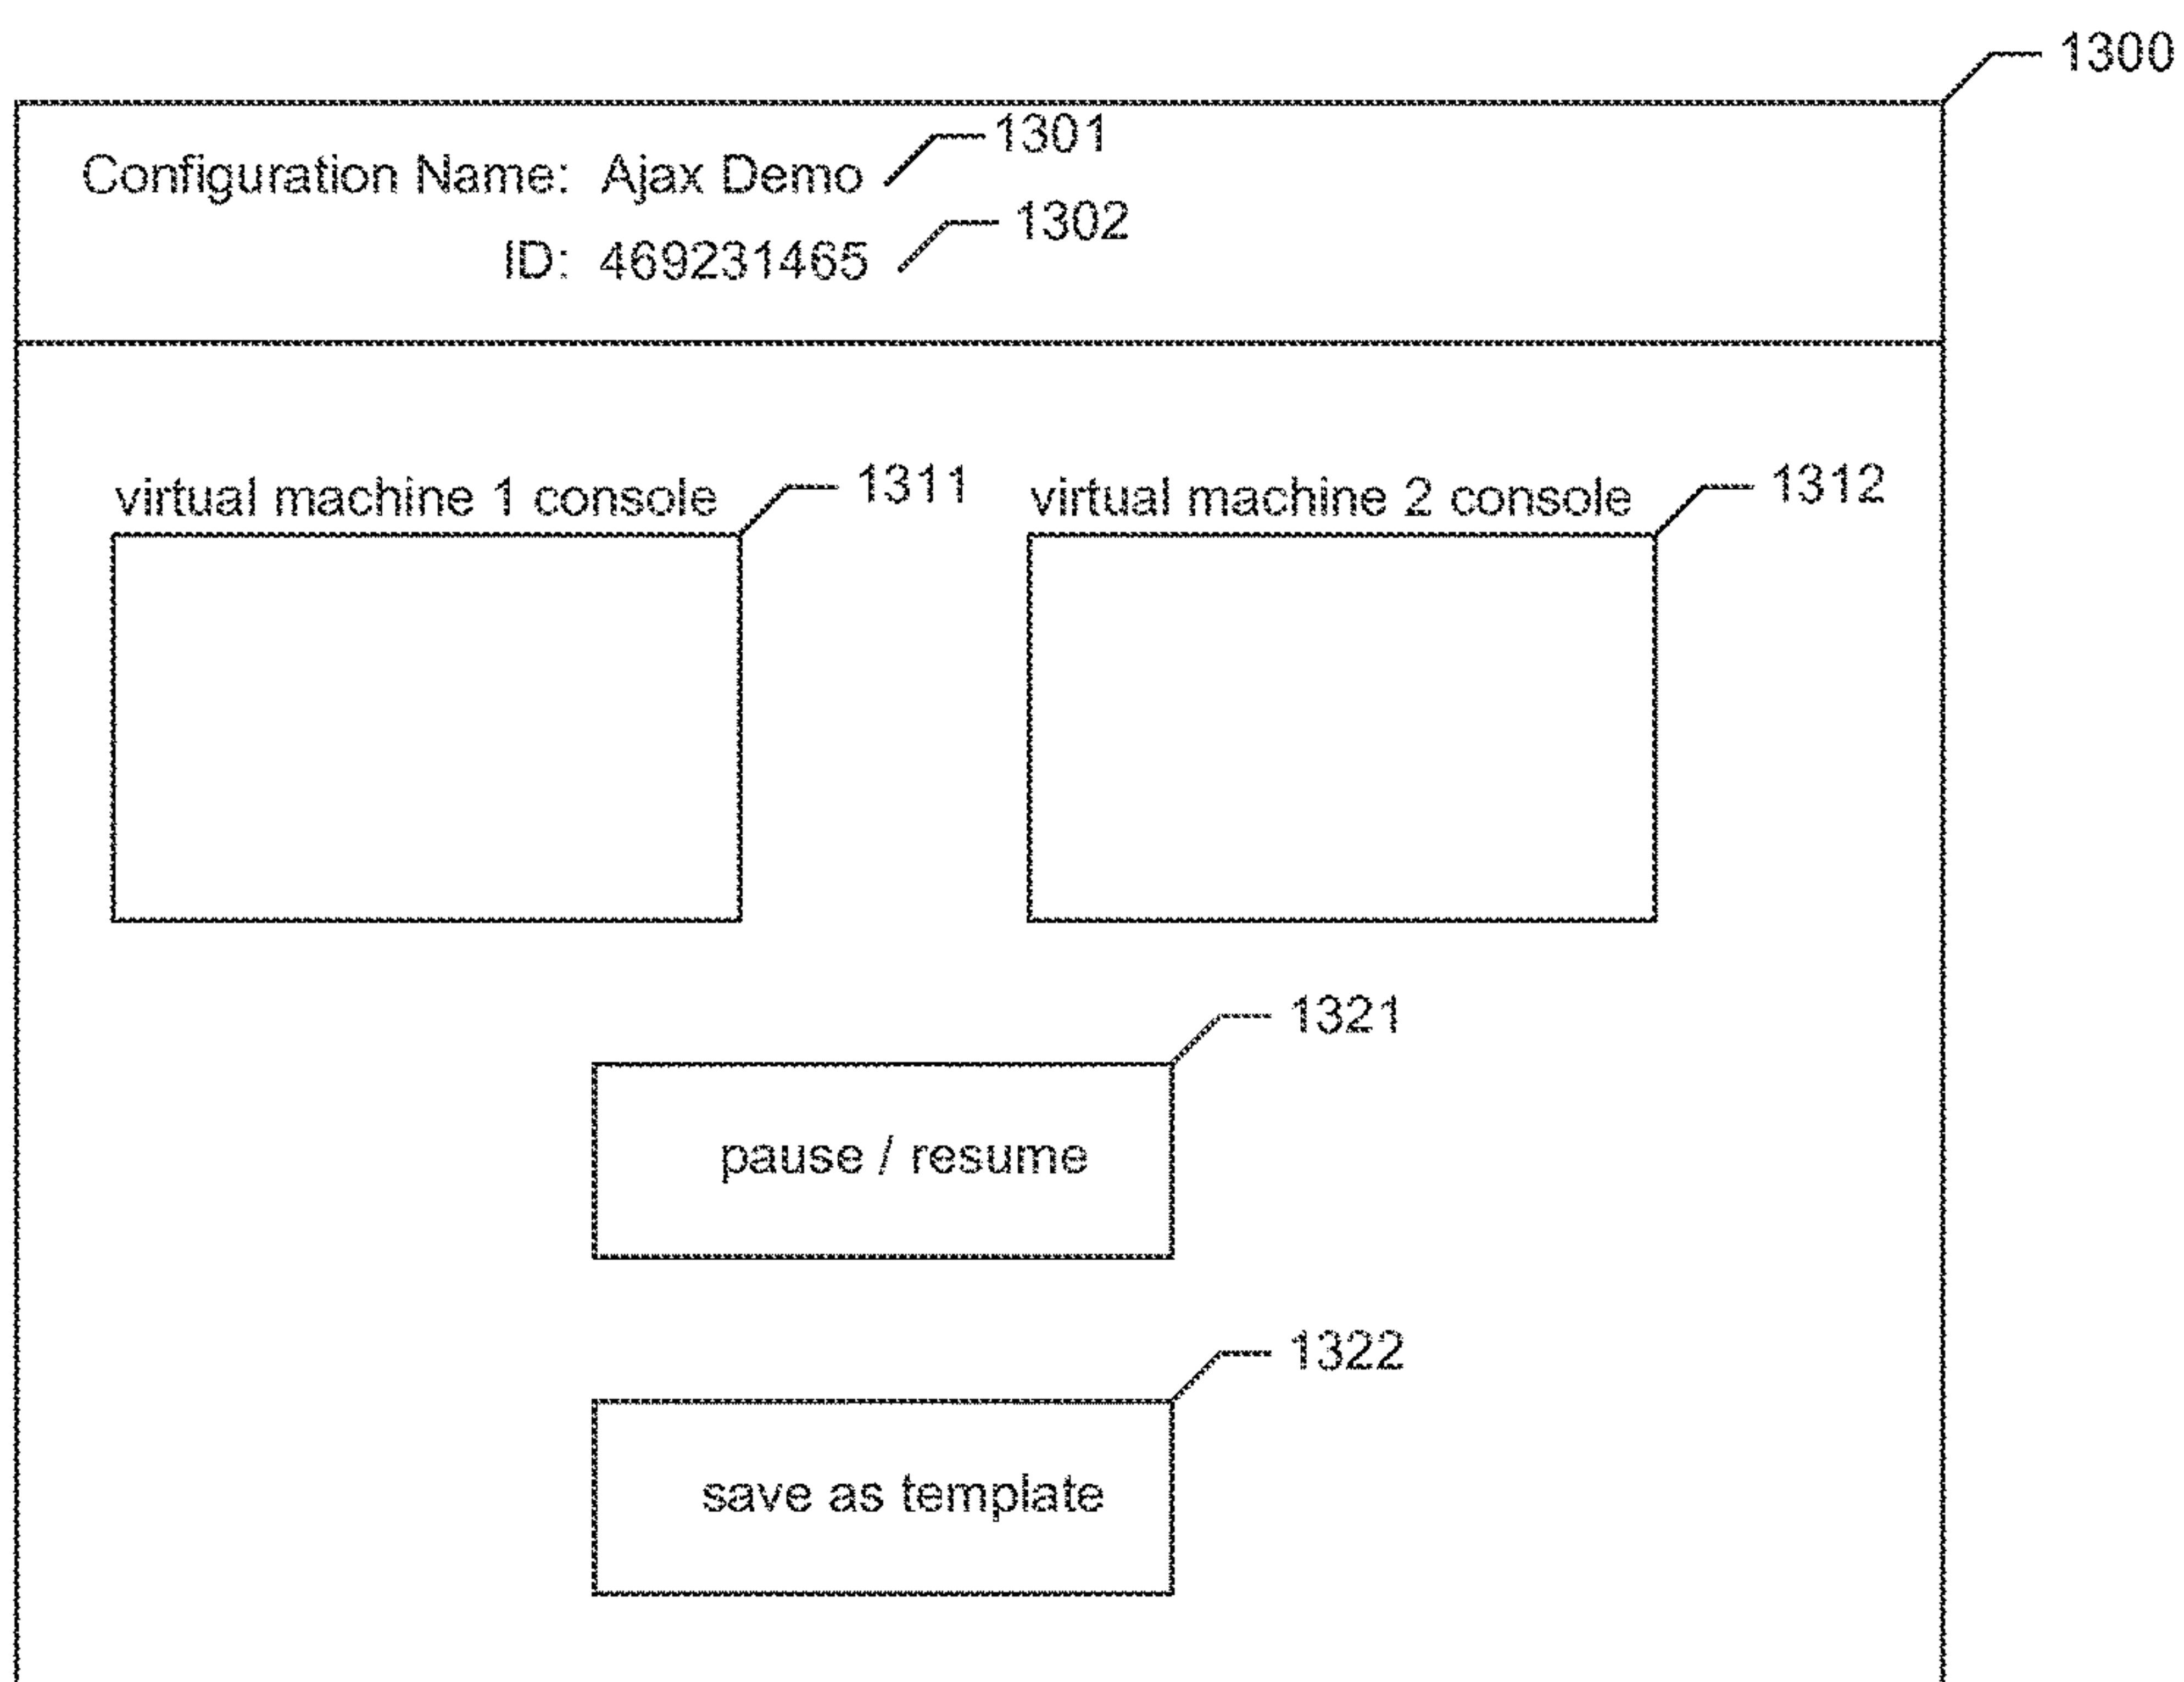 1300
1301
Configuration Name: Ajax Demo
1302
ID: 469231465
virtual machine 1 console 1311
virtual machine 2 console 1312
1321
pause / resume
1322
save as template